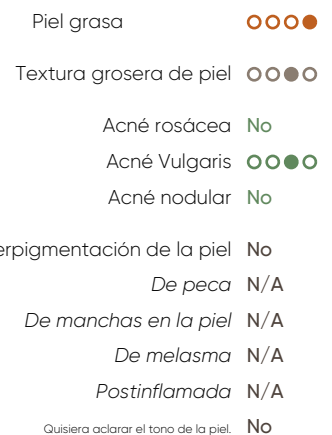 Piel grasa
Textura grosera de piel
Acné rosácea No
Acné Vulgaris
Acné nodular No
erpigmentación de la piel No
De peca N/A
De manchas en la piel N/A
De melasma N/A
Postinflamada N/A
Quisiera aclarar el tono de la piel. No